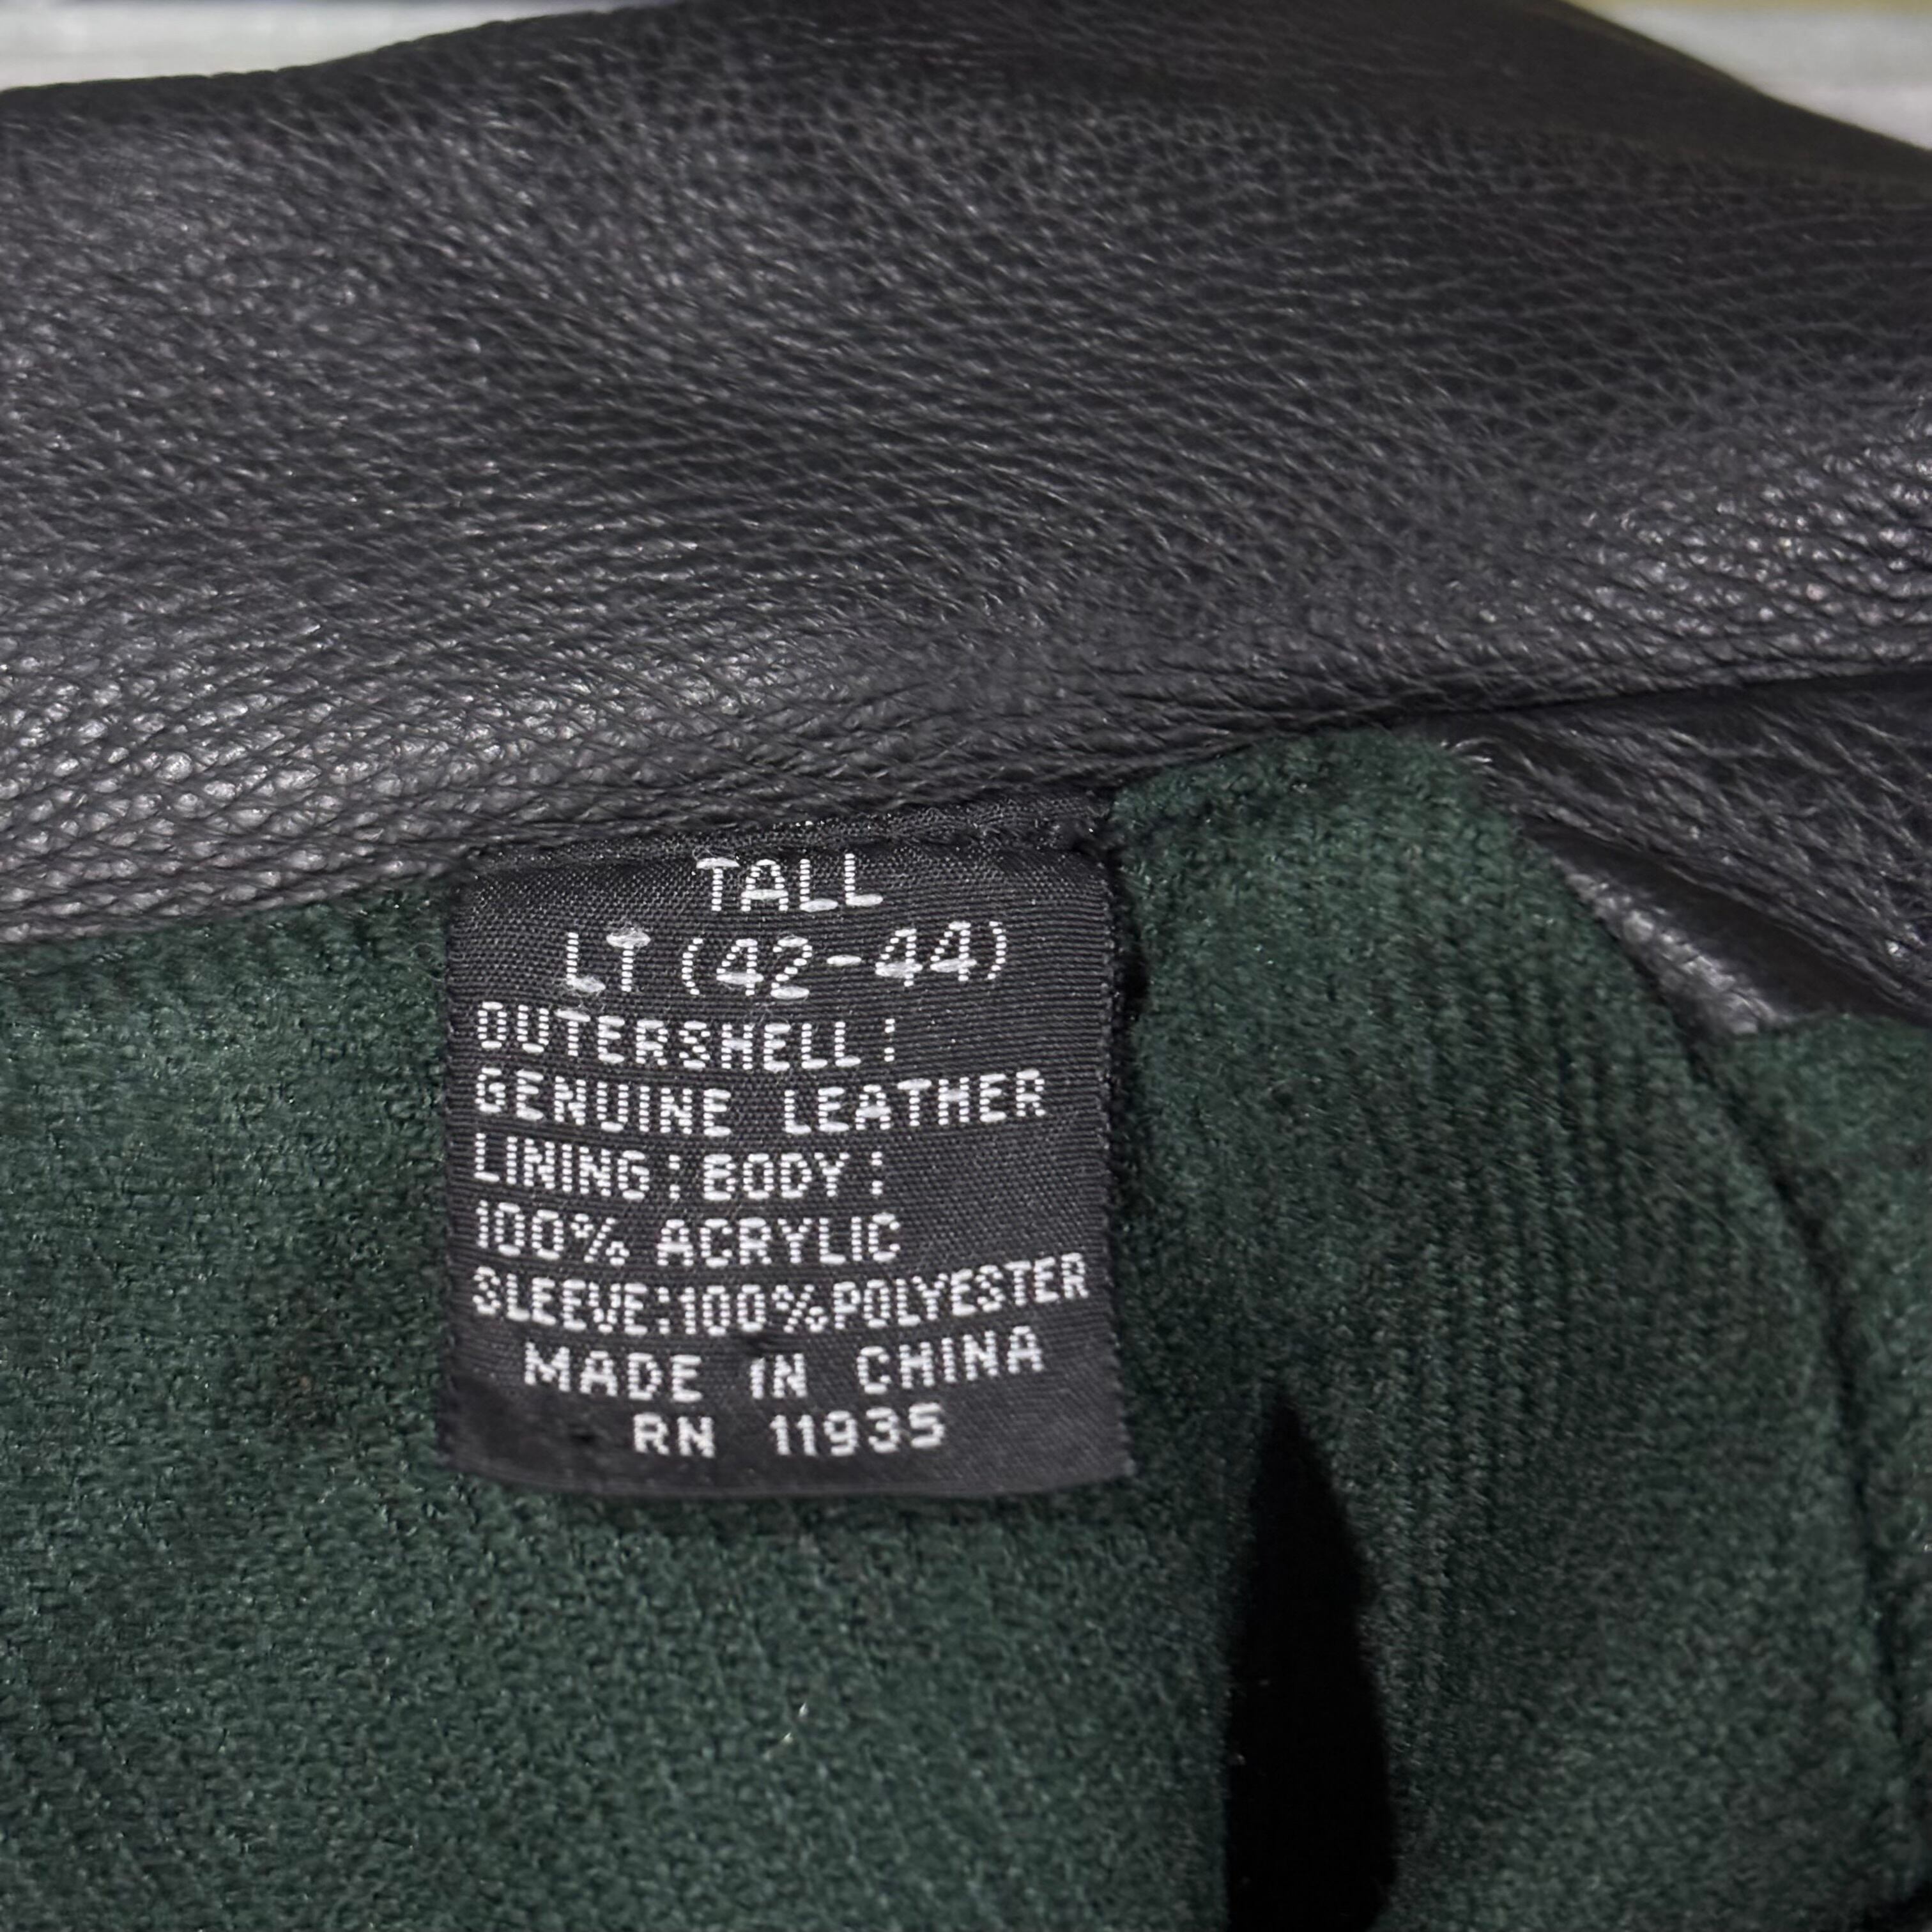 TALL
LT (42-44)
OUTERSHELL:
GENUINE LEATHER
LINING: BODY:
100% ACRYLIC
SLEEVE:100%POLYESTER
MADE IN CHINA
RN 11935